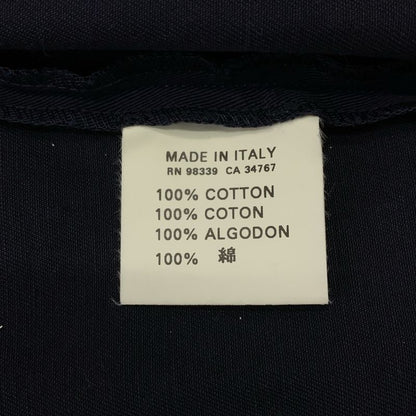 MADE IN ITALY
RN 98339 CA 34767
100% COTTON
100% COTON
100% ALGODON
100% 綿